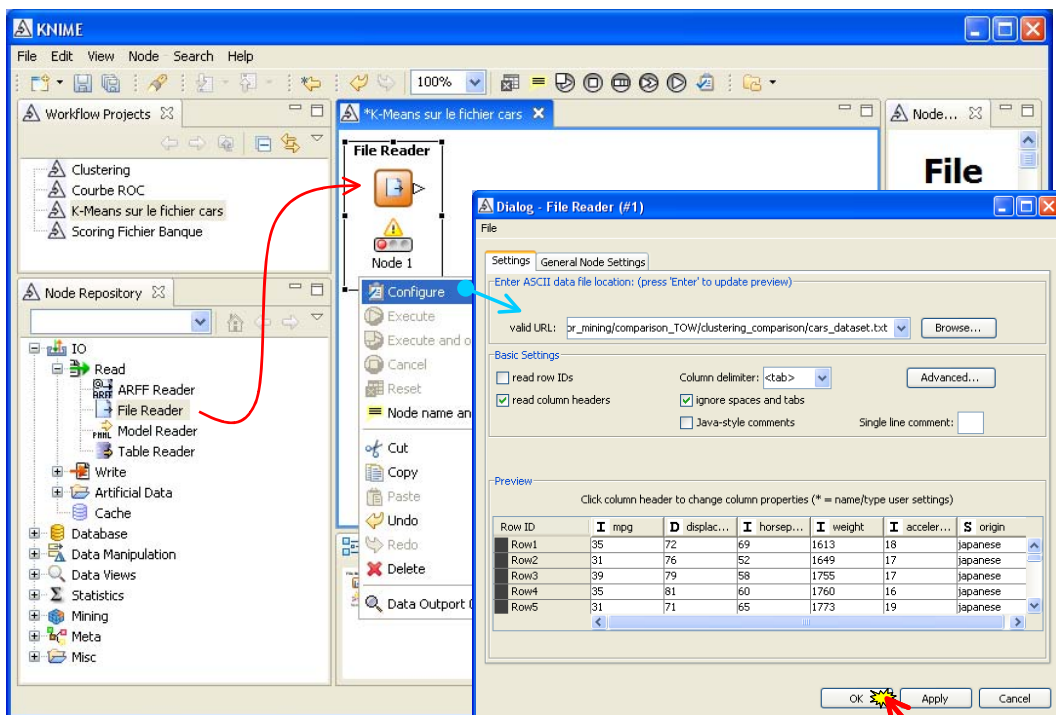 KNIME
File Edit View Node Search Help
100%
Workflow Projects
Clustering
Courbe ROC
K-Means sur le fichier cars
Scoring Fichier Banque
*K-Means sur le fichier cars
File Reader
Node 1
Node...
File
Node Repository
IO
Read
ARFF Reader
File Reader
Model Reader
Table Reader
Write
Artificial Data
Cache
Database
Data Manipulation
Data Views
Statistics
Mining
Meta
Misc
Configure
Execute
Execute and o
Cancel
Reset
Node name an
Cut
Copy
Paste
Undo
Redo
Delete
Data Outport
Dialog - File Reader (#1)
File
Settings General Node Settings
Enter ASCII data file location: (press 'Enter' to update preview)
valid URL: or_mining/comparison_TOW/clustering_comparison/cars_dataset.txt Browse...
Basic Settings
read row IDs Column delimiter: <tab> Advanced...
read column headers ignore spaces and tabs
Java-style comments Single line comment:
Preview
Click column header to change column properties (* = name/type user settings)
Row ID I mpg D displac... I horsep... I weight I acceler... S origin
Row1 35 72 69 1613 18 japanese
Row2 31 76 52 1649 17 japanese
Row3 39 79 58 1755 17 japanese
Row4 35 81 60 1760 16 japanese
Row5 31 71 65 1773 19 japanese
OK Apply Cancel